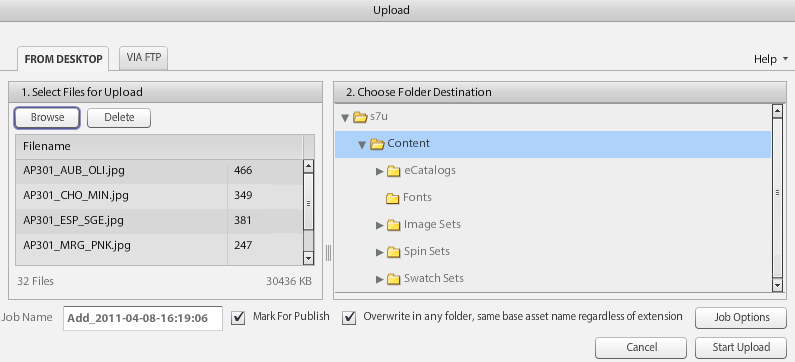 Upload
FROM DESKTOP VIA FTP Help
1. Select Files for Upload
Browse Delete
Filename
AP301_AUB_OLI.jpg 466
AP301_CHO_MIN.jpg 349
AP301_ESP_SGE.jpg 381
AP301_MRG_PNK.jpg 247
32 Files 30436 KB
2. Choose Folder Destination
s7u
Content
eCatalogs
Fonts
Image Sets
Spin Sets
Swatch Sets
Job Name Add_2011-04-08-16:19:06 Mark For Publish Overwrite in any folder, same base asset name regardless of extension Job Options
Cancel Start Upload